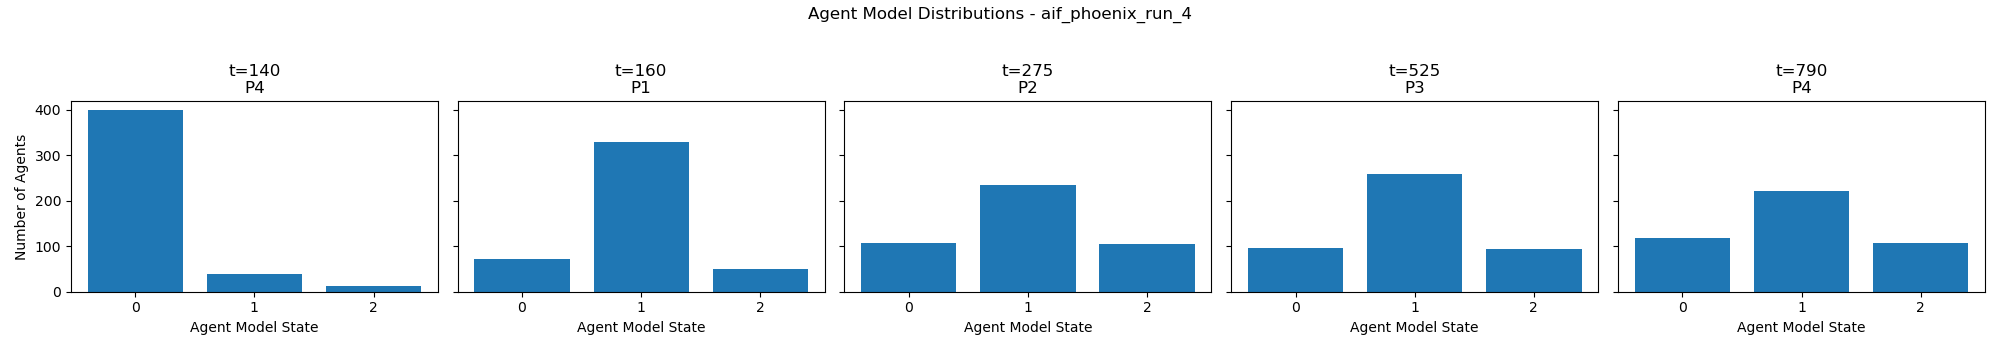 Agent Model Distributions - aif_phoenix_run_4
t=140
P4
t=160
P1
t=275
P2
t=525
P3
t=790
P4
Number of Agents
400
300
200
100
0
0 1 2
0 1 2
0 1 2
0 1 2
0 1 2
Agent Model State
Agent Model State
Agent Model State
Agent Model State
Agent Model State